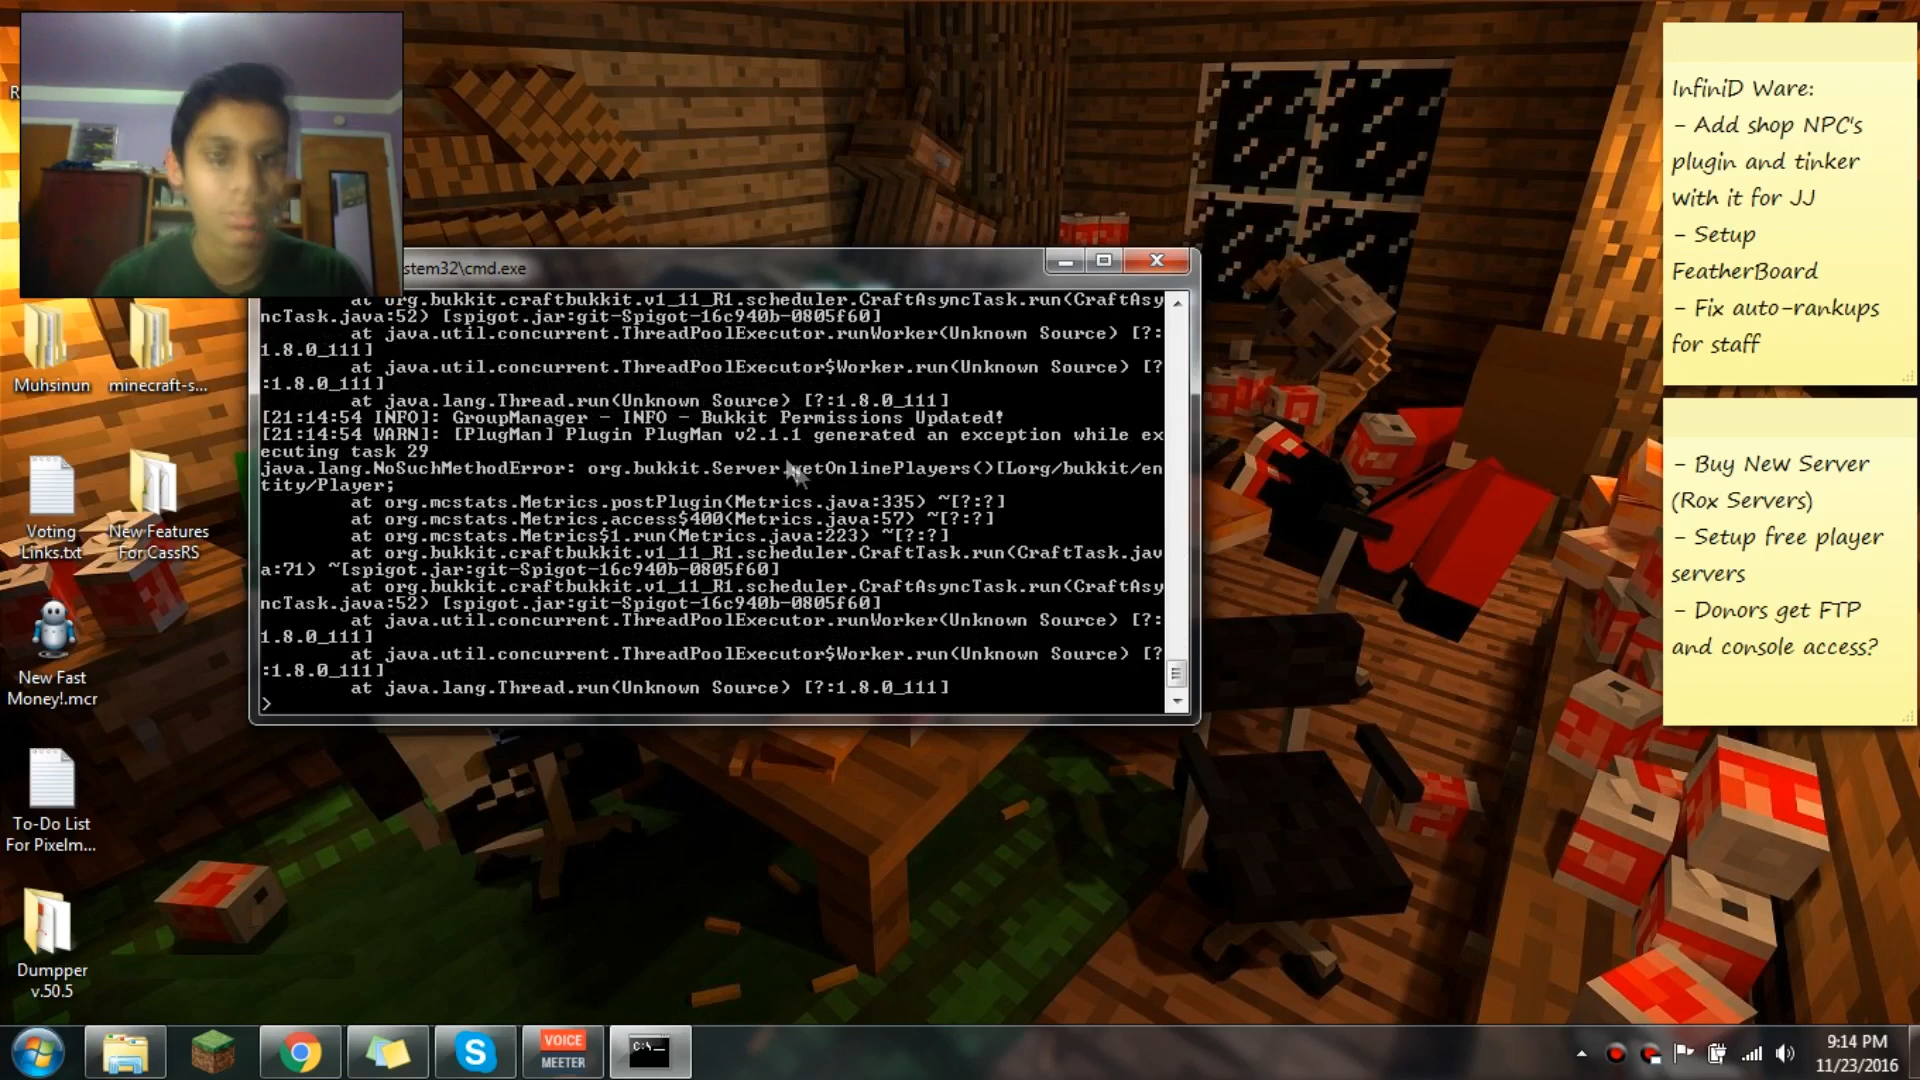 stem32\cmd.exe
at org.bukkit.craftbukkit.v1_11_R1.scheduler.CraftAsyncTask.run(CraftAsy
ncTask.java:52) [spigot.jar:git-Spigot-16c940b-0805f60]
at java.util.concurrent.ThreadPoolExecutor.runWorker(Unknown Source) [?:
1.8.0_111]
at java.util.concurrent.ThreadPoolExecutor$Worker.run(Unknown Source) [?
:1.8.0_111]
at java.lang.Thread.run(Unknown Source) [?:1.8.0_111]
[21:14:54 INFO]: GroupManager - INFO - Bukkit Permissions Updated!
[21:14:54 WARN]: [PlugMan] Plugin PlugMan v2.1.1 generated an exception while ex
ecuting task 29
java.lang.NoSuchMethodError: org.bukkit.Server.getOnlinePlayers()[Lorg/bukkit/en
tity/Player;
at org.mcstats.Metrics.postPlugin(Metrics.java:335) ~[?:?]
at org.mcstats.Metrics.access$400(Metrics.java:57) ~[?:?]
at org.mcstats.Metrics$1.run(Metrics.java:223) ~[?:?]
at org.bukkit.craftbukkit.v1_11_R1.scheduler.CraftTask.run(CraftTask.jav
a:71) ~[spigot.jar:git-Spigot-16c940b-0805f60]
at org.bukkit.craftbukkit.v1_11_R1.scheduler.CraftAsyncTask.run(CraftAsy
ncTask.java:52) [spigot.jar:git-Spigot-16c940b-0805f60]
at java.util.concurrent.ThreadPoolExecutor.runWorker(Unknown Source) [?:
1.8.0_111]
at java.util.concurrent.ThreadPoolExecutor$Worker.run(Unknown Source) [?
:1.8.0_111]
at java.lang.Thread.run(Unknown Source) [?:1.8.0_111]
>
InfiniD Ware:
- Add shop NPC's
plugin and tinker
with it for JJ
- Setup
FeatherBoard
- Fix auto-rankups
for staff
- Buy New Server
(Rox Servers)
- Setup free player
servers
- Donors get FTP
and console access?
Muhsinun
minecraft-s...
Voting
Links.txt
New Features
For CassRS
New Fast
Money!.mcr
To-Do List
For Pixelm...
Dumpper
v.50.5
VOICE
MEETER
C:\_
9:14 PM
11/23/2016